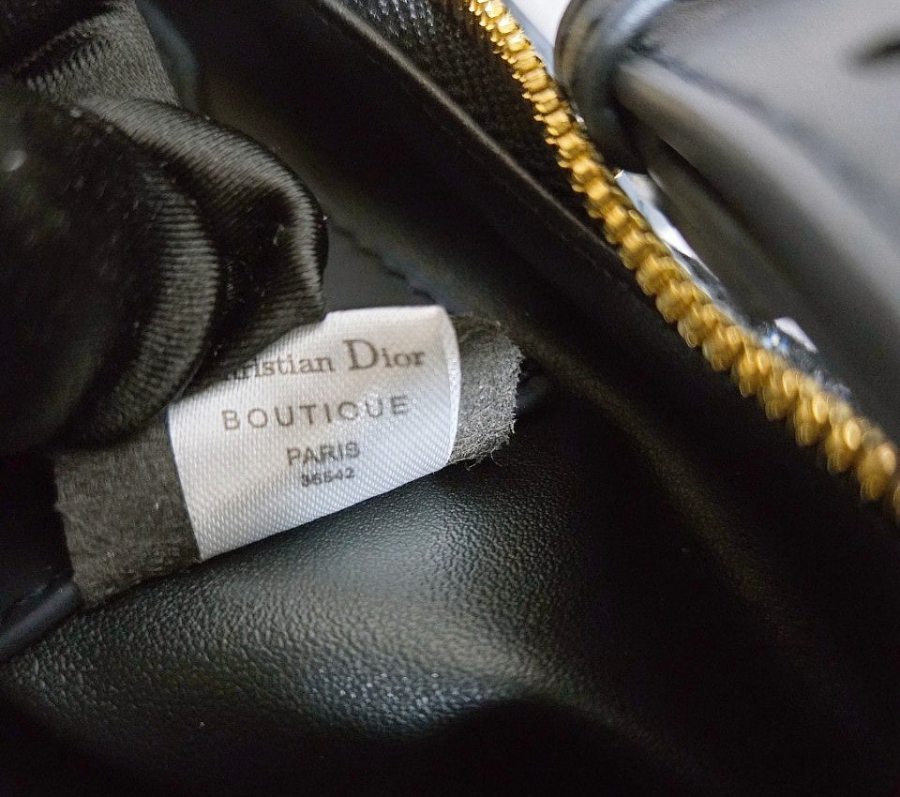 ristian Dior
BOUTIQUE
PARIS
36542